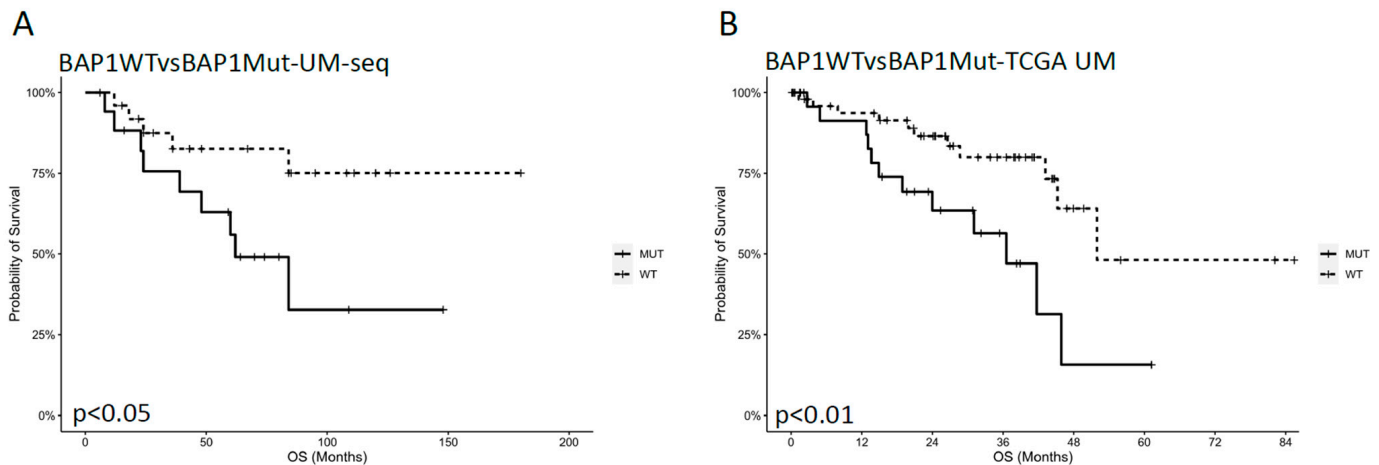 A
BAP1WTvsBAP1Mut-UM-seq
100%
75%
50%
25%
0%
Probability of Survival
p<0.05
0 50 100 150 200
OS (Months)
MUT
WT
B
BAP1WTvsBAP1Mut-TCGA UM
100%
75%
50%
25%
0%
Probability of Survival
p<0.01
0 12 24 36 48 60 72 84
OS (Months)
MUT
WT